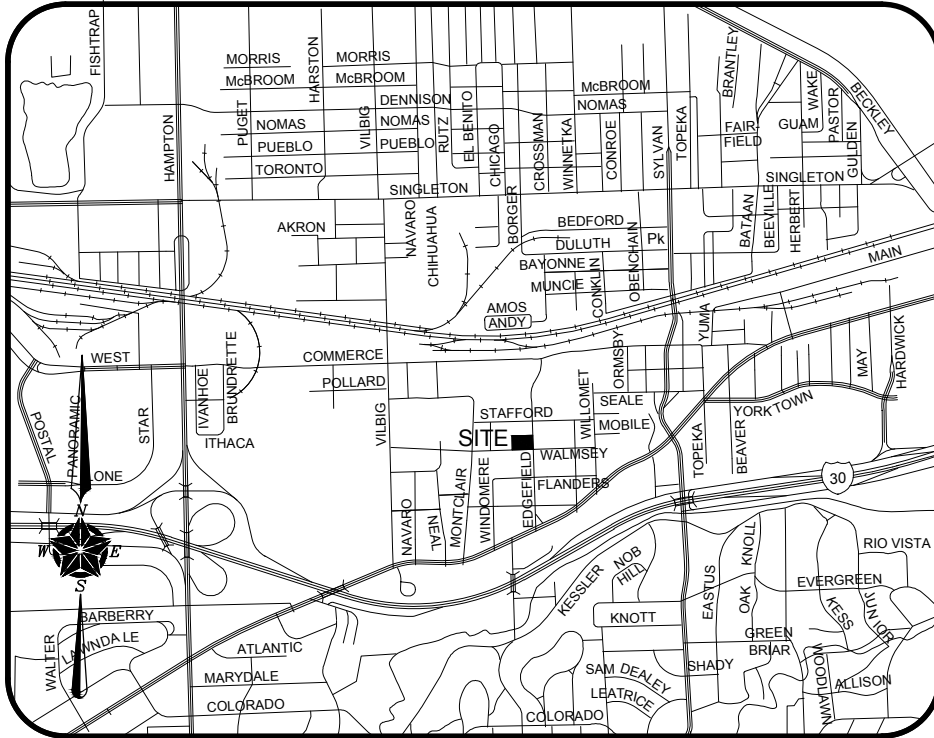 FISHTRAP
HAMPTON
MORRIS
McBROOM
PUGET
HARSTON
MORRIS
McBROOM
DENNISON
NOMAS
PUEBLO
TORONTO
VILBIG
NOMAS
PUEBLO
RUTZ
EL BENITO
CHICAGO
CROSSMAN
WINNETKA
McBROOM
NOMAS
CONROE
SYLVAN
TOPEKA
BRANTLEY
FAIR-
FIELD
GUAM
WAKE
PASTOR
GULDEN
BECKLEY
SINGLETON
SINGLETON
AKRON
NAVARO
CHIHUAHUA
BORGER
BEDFORD
DULUTH
Pk
BAYONNE
MUNCIE
CONKLIN
OBENCHAIN
BATAAN
BEEVILLE
HERBERT
MAIN
AMOS
ANDY
YUMA
WEST
COMMERCE
POLLARD
IVANHOE
BRUNDRETTE
ITHACA
STAR
PANORAMIC
POSTAL
LONE
VILBIG
ORMSBY
WILLOMET
SEALE
MOBILE
STAFFORD
SITE
WALMSEY
FLANDERS
EDGEFIELD
WINDOMERE
MONTCLAIR
NEAL
NAVARO
TOPEKA
BEAVER
YORKTOWN
MAY
HARDWICK
30
N
W
E
S
BARBERRY
LAWNDALE
WALTER
ATLANTIC
MARYDALE
COLORADO
COLORADO
KESSLER
NOB
HILL
KNOTT
EASTUS
OAK
KNOLL
RIO VISTA
EVERGREEN
KESS
JUNIOR
GREEN
BRIAR
SHADY
SAM DEALEY
LEATRICE
WOODLAWN
ALLISON